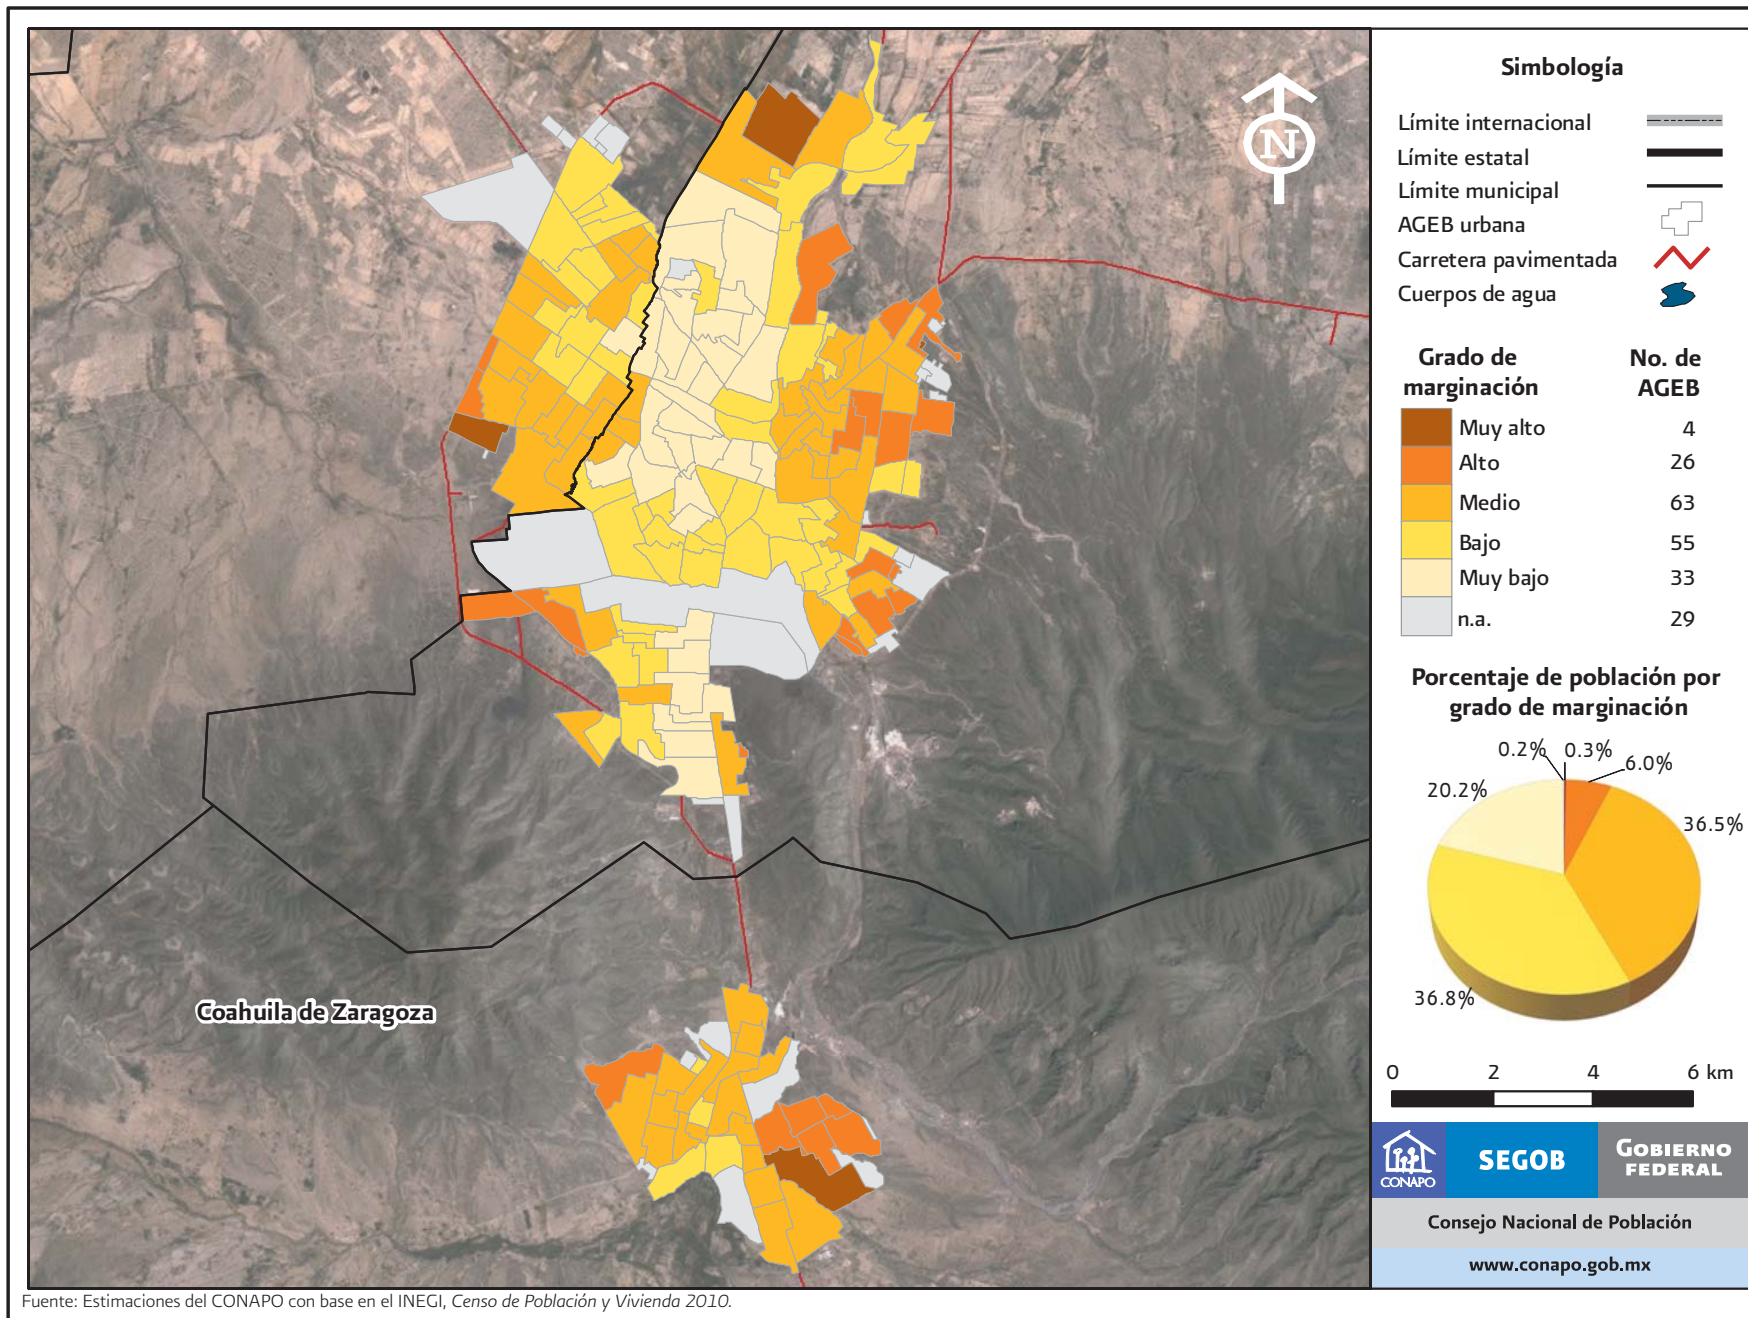 N
Coahuila de Zaragoza
Simbología
Límite internacional
Límite estatal
Límite municipal
AGEB urbana
Carretera pavimentada
Cuerpos de agua
Grado de marginación No. de AGEB
Muy alto 4
Alto 26
Medio 63
Bajo 55
Muy bajo 33
n.a. 29
Porcentaje de población por
grado de marginación
0.2% 0.3%
6.0%
20.2%
36.5%
36.8%
0 2 4 6 km
CONAPO
SEGOB
GOBIERNO
FEDERAL
Consejo Nacional de Población
www.conapo.gob.mx
Fuente: Estimaciones del CONAPO con base en el INEGI, Censo de Población y Vivienda 2010.